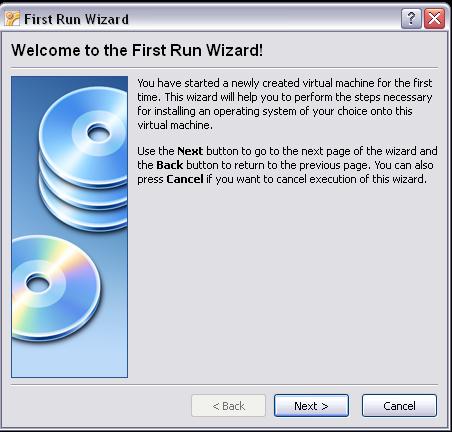 First Run Wizard
Welcome to the First Run Wizard!
You have started a newly created virtual machine for the first
time. This wizard will help you to perform the steps necessary
for installing an operating system of your choice onto this
virtual machine.
Use the Next button to go to the next page of the wizard and
the Back button to return to the previous page. You can also
press Cancel if you want to cancel execution of this wizard.
< Back
Next >
Cancel